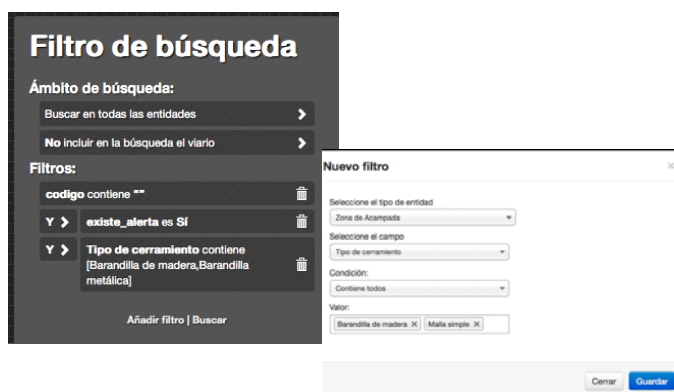 Filtro de búsqueda
Ámbito de búsqueda:
Buscar en todas las entidades
No incluir en la búsqueda el viario
Filtros:
codigo contiene ""
Y existe_alerta es Sí
Y Tipo de cerramiento contiene
[Barandilla de madera,Barandilla
metálica]
Añadir filtro | Buscar
Nuevo filtro ×
Seleccione el tipo de entidad
Zona de Acampada
Seleccione el campo
Tipo de cerramiento
Condición:
Contiene todos
Valor:
Barandilla de madera X Malla simple X
Cerrar Guardar